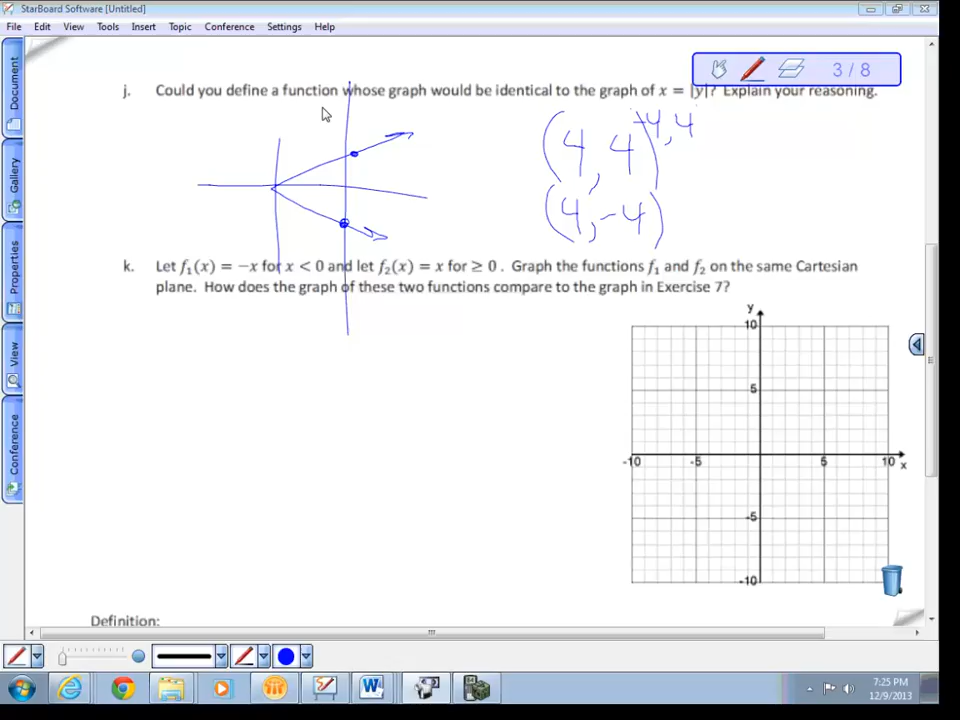 StarBoard Software [Untitled]
File Edit View Tools Insert Topic Conference Settings Help
3 / 8
Document
Gallery
Properties
View
Conference
j. Could you define a function whose graph would be identical to the graph of x = |y|? Explain your reasoning.
(4, 4)
-4, 4
(4, -4)
k. Let f₁(x) = −x for x < 0 and let f₂(x) = x for ≥ 0 . Graph the functions f₁ and f₂ on the same Cartesian
plane. How does the graph of these two functions compare to the graph in Exercise 7?
y
10
5
-10 -5 5 10 x
-5
-10
Definition:
7:25 PM
12/9/2013